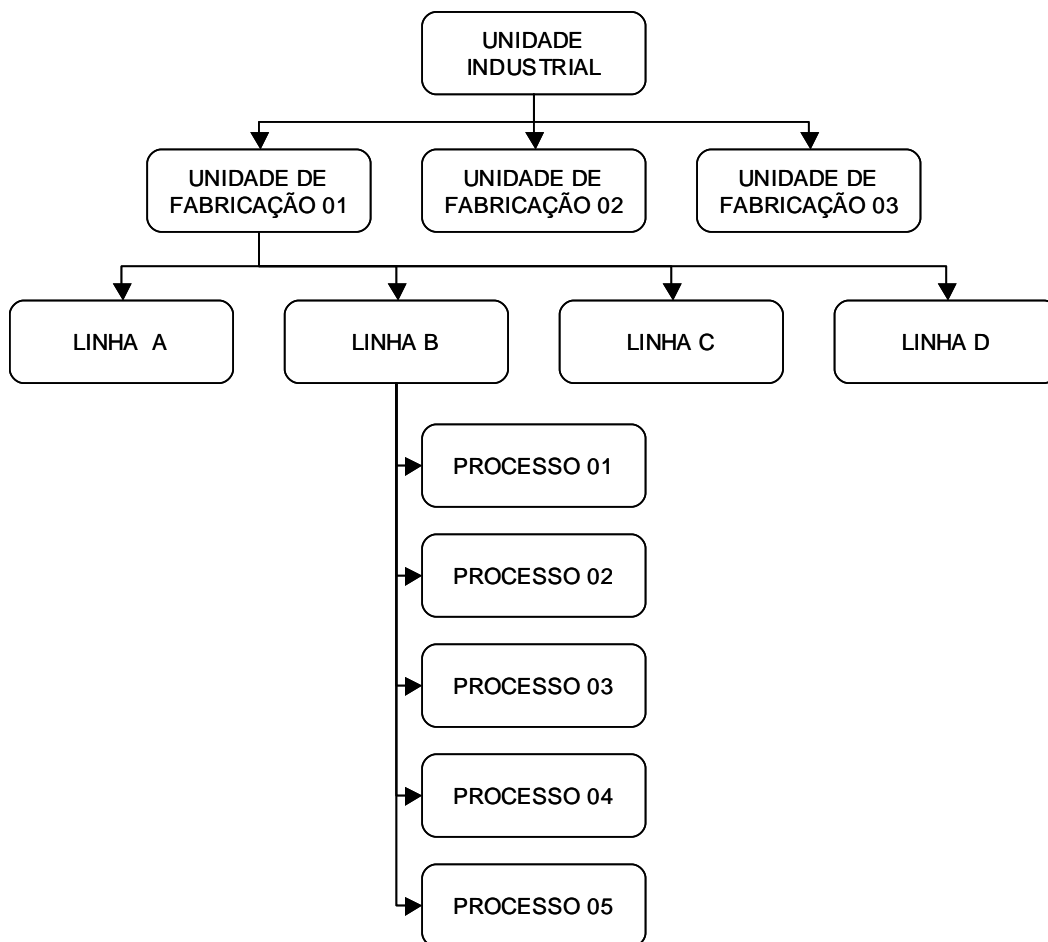 UNIDADE
INDUSTRIAL
UNIDADE DE
FABRICAÇÃO 01
UNIDADE DE
FABRICAÇÃO 02
UNIDADE DE
FABRICAÇÃO 03
LINHA A
LINHA B
LINHA C
LINHA D
PROCESSO 01
PROCESSO 02
PROCESSO 03
PROCESSO 04
PROCESSO 05